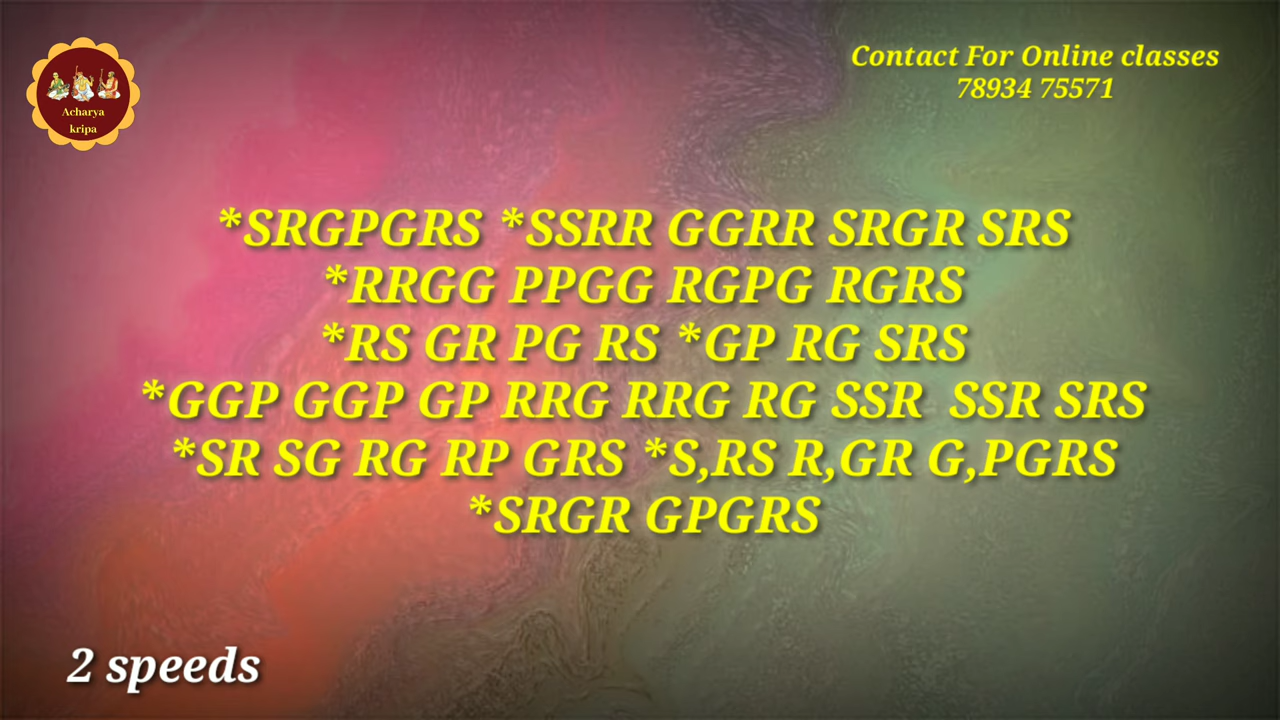 Acharya
kripa
Contact For Online classes
78934 75571
*SRGPGRS *SSRR GGRR SRGR SRS
*RRGG PPGG RGPG RGRS
*RS GR PG RS *GP RG SRS
*GGP GGP GP RRG RRG RG SSR  SSR SRS
*SR SG RG RP GRS *S,RS R,GR G,PGRS
*SRGR GPGRS
2 speeds